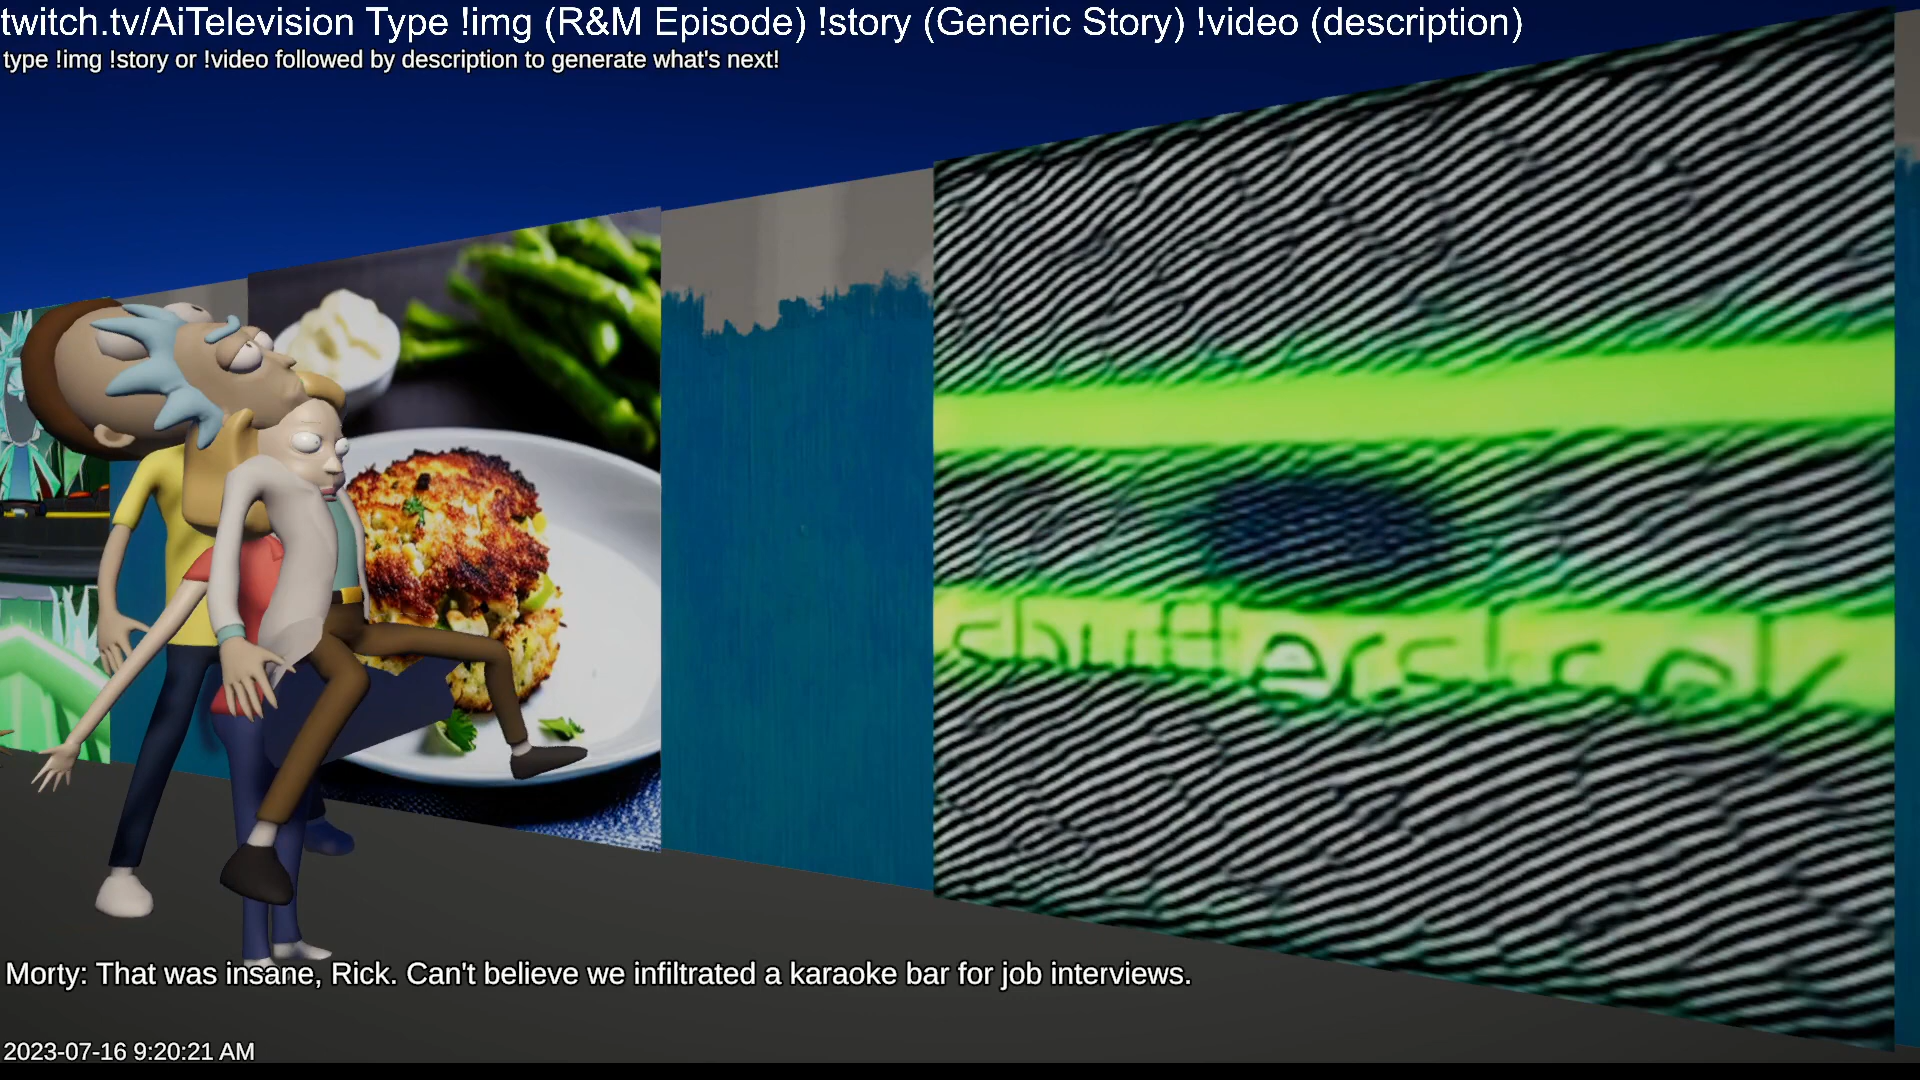 twitch.tv/AiTelevision Type !img (R&M Episode) !story (Generic Story) !video (description)
type !img !story or !video followed by description to generate what's next!
shutterstcok
Morty: That was insane, Rick. Can't believe we infiltrated a karaoke bar for job interviews.
2023-07-16 9:20:21 AM